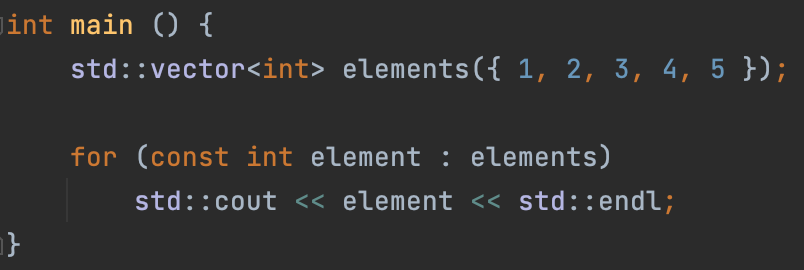 int main () {
    std::vector<int> elements({ 1, 2, 3, 4, 5 });
    for (const int element : elements)
        std::cout << element << std::endl;
}